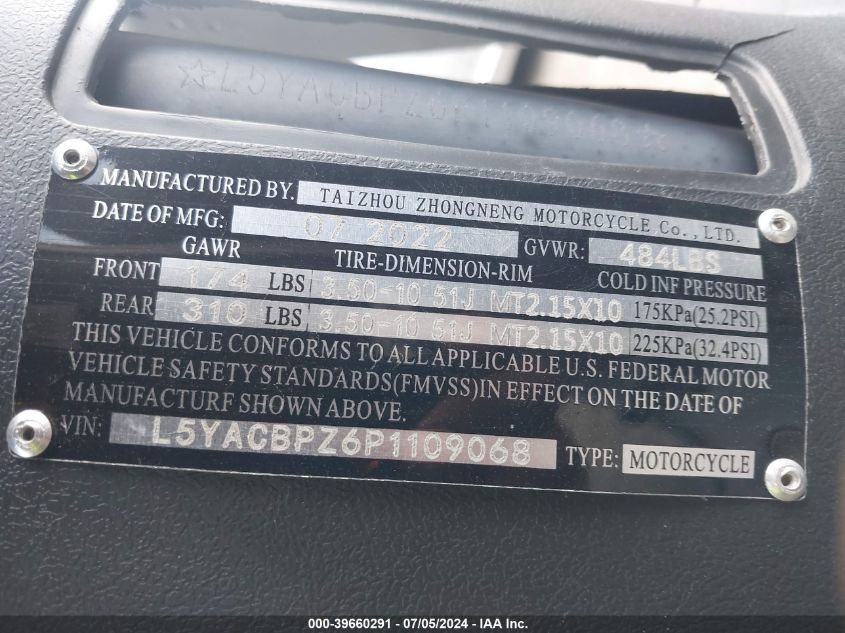 ☆L5YACBPZ6P1109068☆
MANUFACTURED BY. TAIZHOU ZHONGNENG MOTORCYCLE Co., LTD.
DATE OF MFG: 07 2022 GVWR: 484LBS
GAWR TIRE-DIMENSION-RIM COLD INF PRESSURE
FRONT 174 LBS 3.50-10 51J MT2.15X10 175KPa(25.2PSI)
REAR 310 LBS 3.50-10 51J MT2.15X10 225KPa(32.4PSI)
THIS VEHICLE CONFORMS TO ALL APPLICABLE U.S. FEDERAL MOTOR
VEHICLE SAFETY STANDARDS(FMVSS)IN EFFECT ON THE DATE OF
MANUFACTURF SHOWN ABOVE.
VIN: L5YACBPZ6P1109068 TYPE: MOTORCYCLE
000-39660291 - 07/05/2024 - IAA Inc.